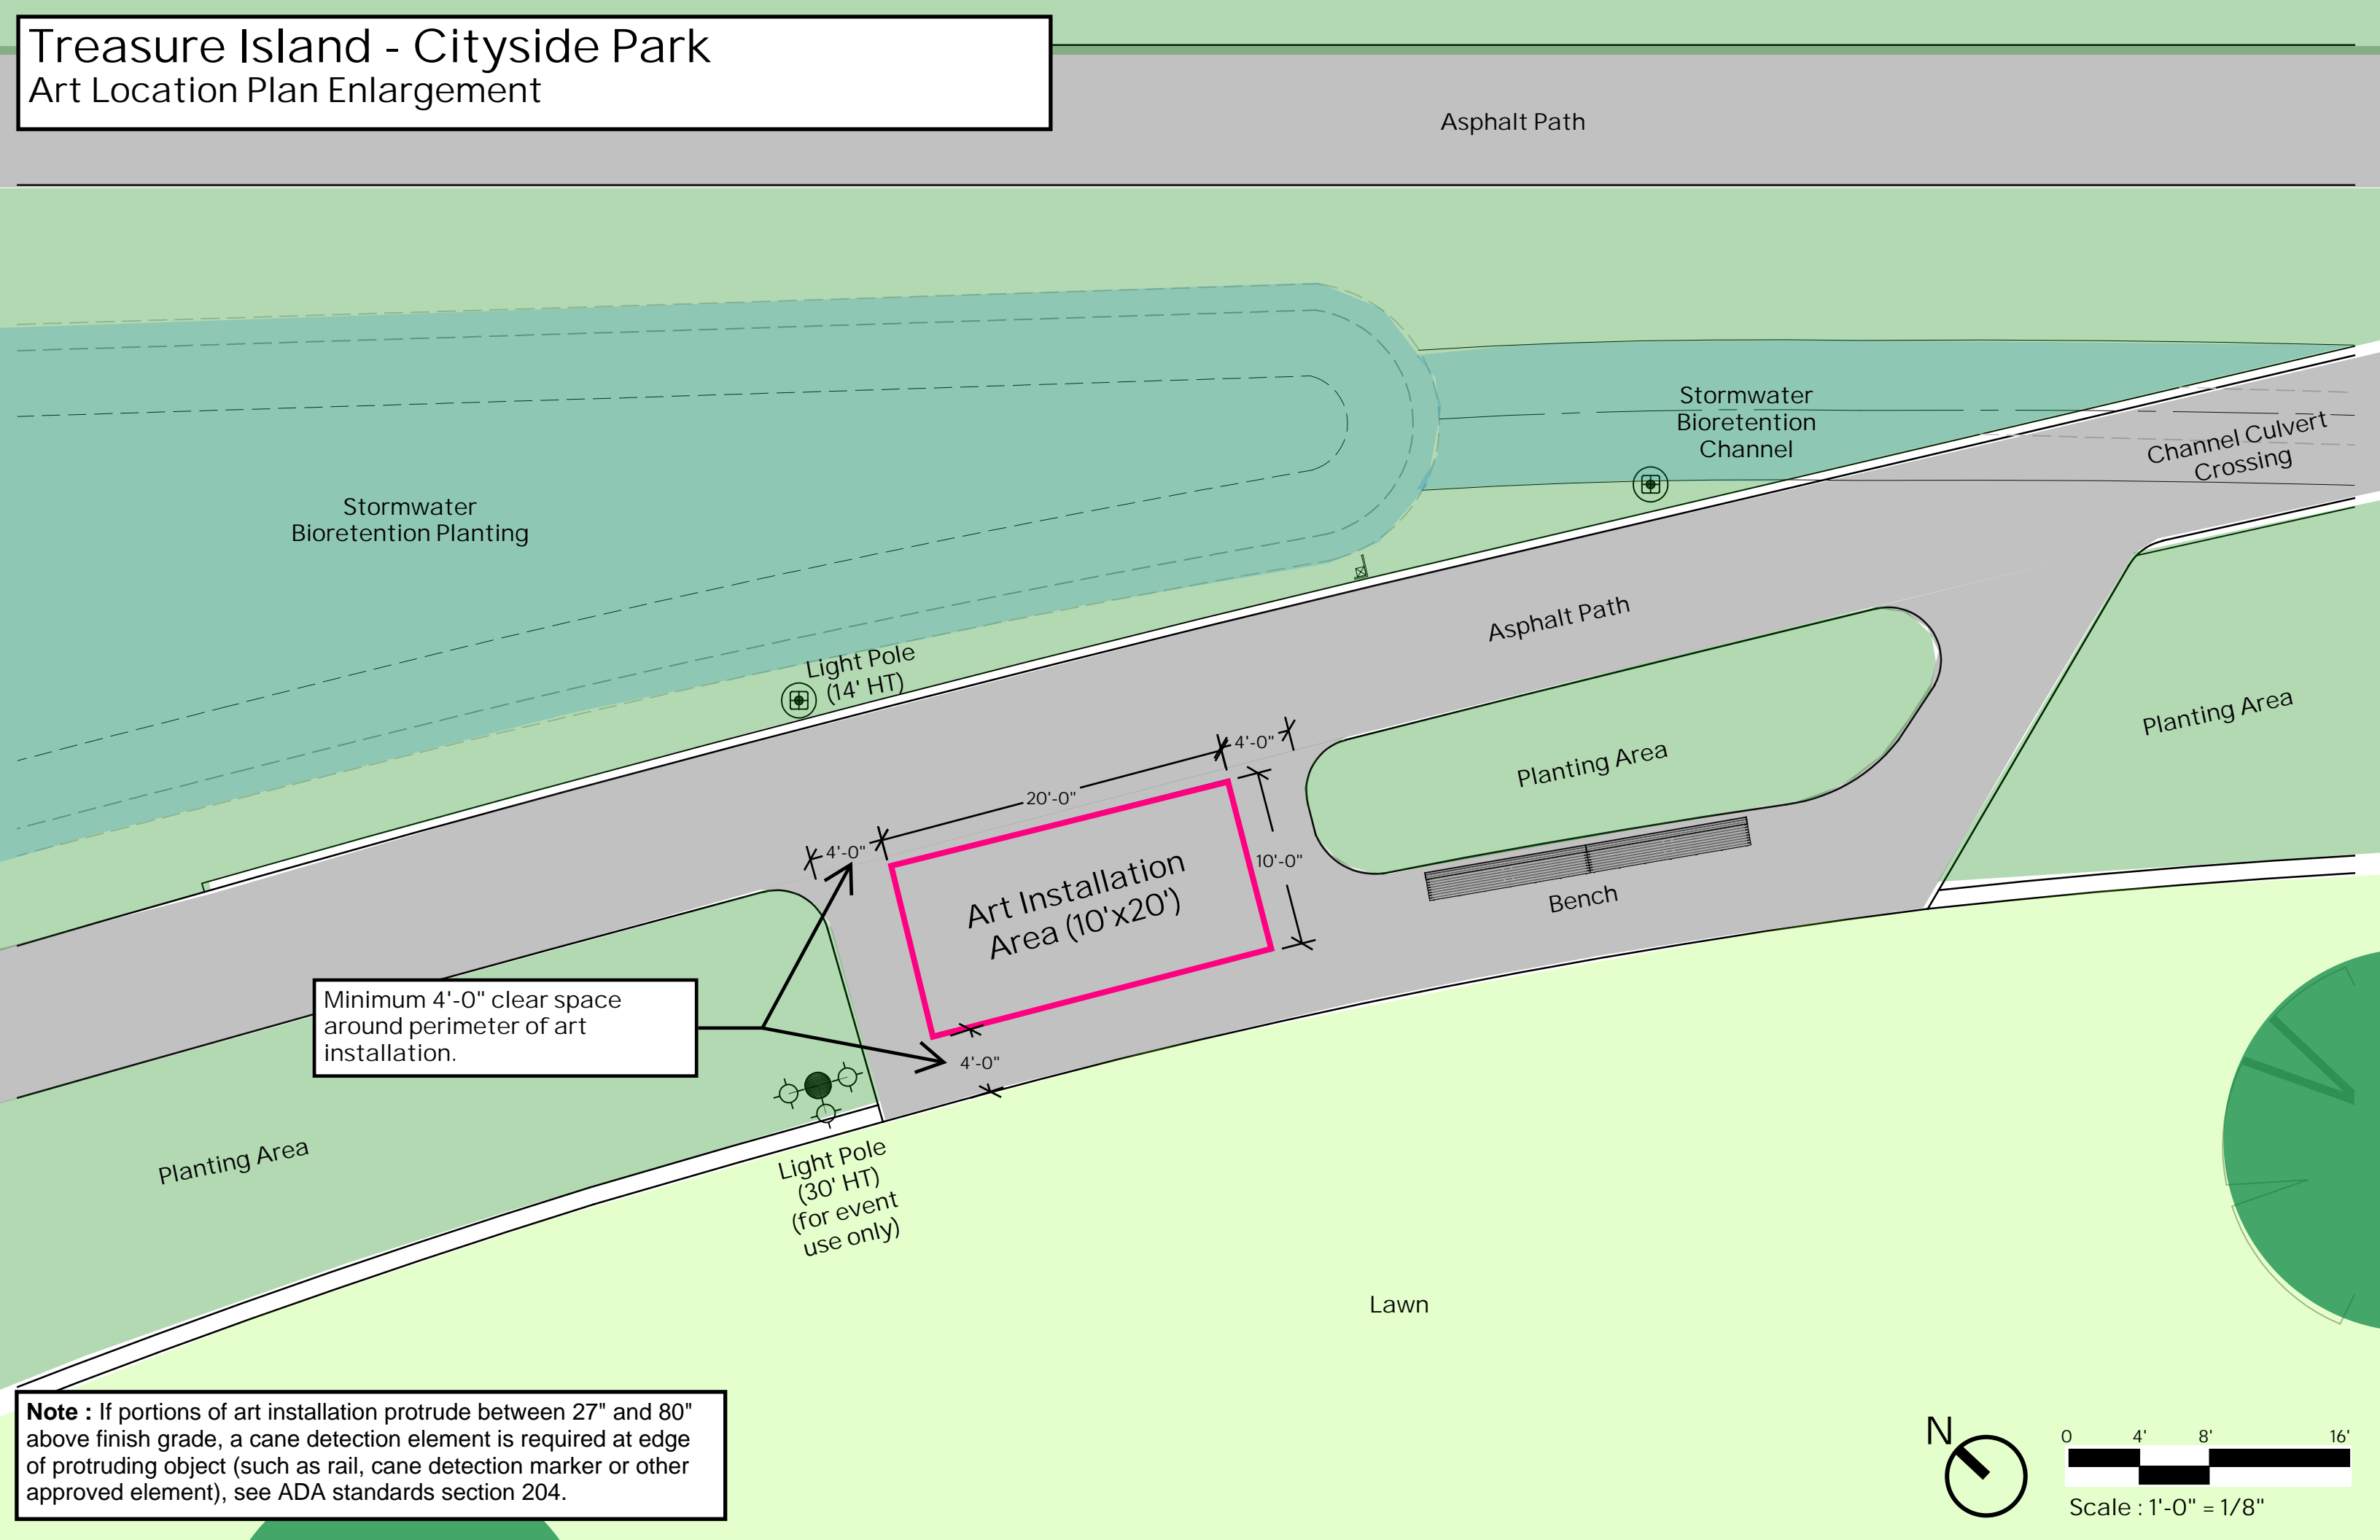 Treasure Island - Cityside Park
Art Location Plan Enlargement
Asphalt Path
Stormwater
Bioretention
Channel
Channel Culvert
Crossing
Stormwater
Bioretention Planting
Light Pole
(14' HT)
Asphalt Path
Planting Area
Planting Area
4'-0"
20'-0"
4'-0"
10'-0"
Art Installation
Area (10'x20')
Bench
Minimum 4'-0" clear space
around perimeter of art
installation.
4'-0"
Planting Area
Light Pole
(30' HT)
(for event
use only)
Lawn
Note : If portions of art installation protrude between 27" and 80"
above finish grade, a cane detection element is required at edge
of protruding object (such as rail, cane detection marker or other
approved element), see ADA standards section 204.
N
0 4' 8' 16'
Scale : 1'-0" = 1/8"